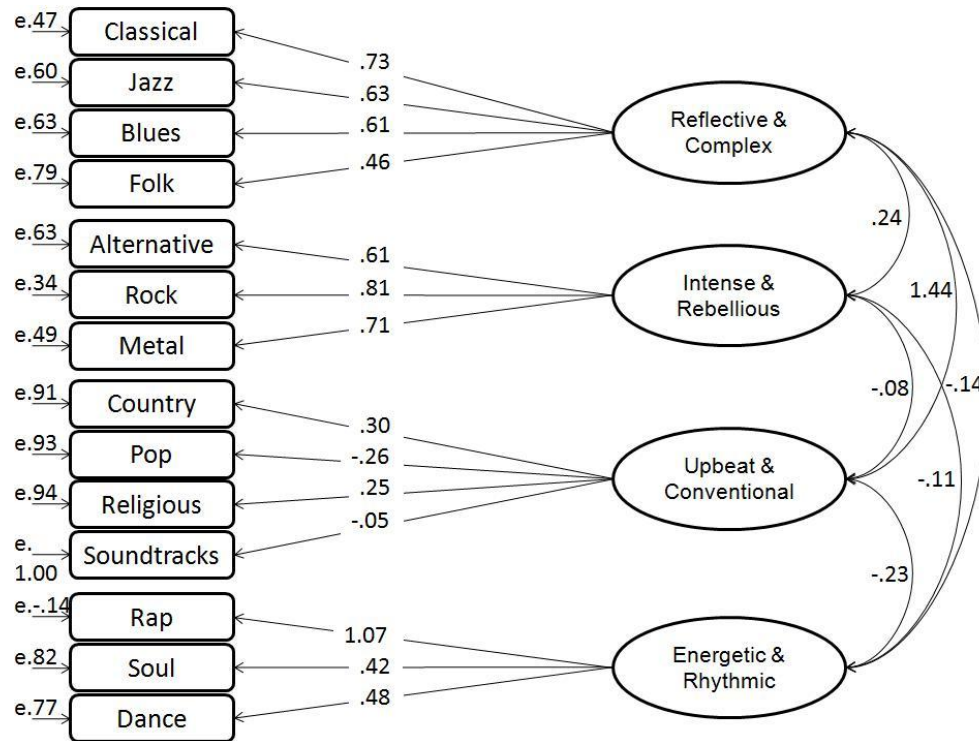 e.47
Classical
.73
e.60
Jazz
.63
e.63
Blues
.61
e.79
Folk
.46
Reflective &
Complex
e.63
Alternative
.61
e.34
Rock
.81
e.49
Metal
.71
Intense &
Rebellious
e.91
Country
.30
e.93
Pop
-.26
e.94
Religious
.25
e.
1.00
Soundtracks
-.05
Upbeat &
Conventional
e.-.14
Rap
1.07
e.82
Soul
.42
e.77
Dance
.48
Energetic &
Rhythmic
.24
1.44
-.08
-.14
-.11
-.23